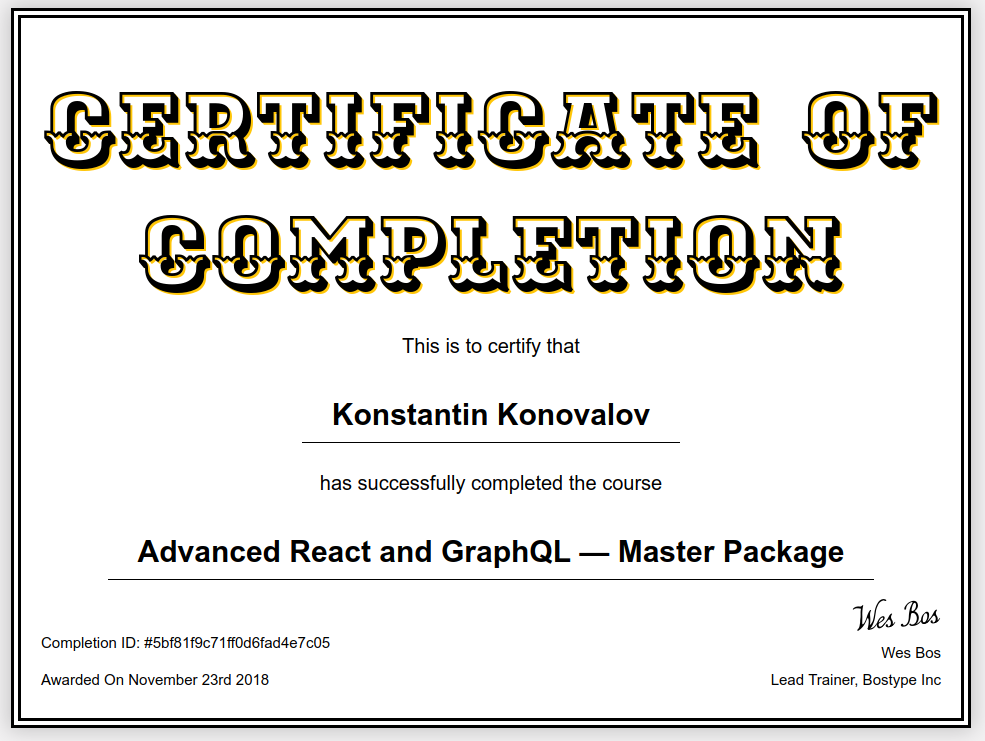 CERTIFICATE OF
COMPLETION
This is to certify that
Konstantin Konovalov
has successfully completed the course
Advanced React and GraphQL — Master Package
Wes Bos
Completion ID: #5bf81f9c71ff0d6fad4e7c05
Wes Bos
Awarded On November 23rd 2018
Lead Trainer, Bostype Inc